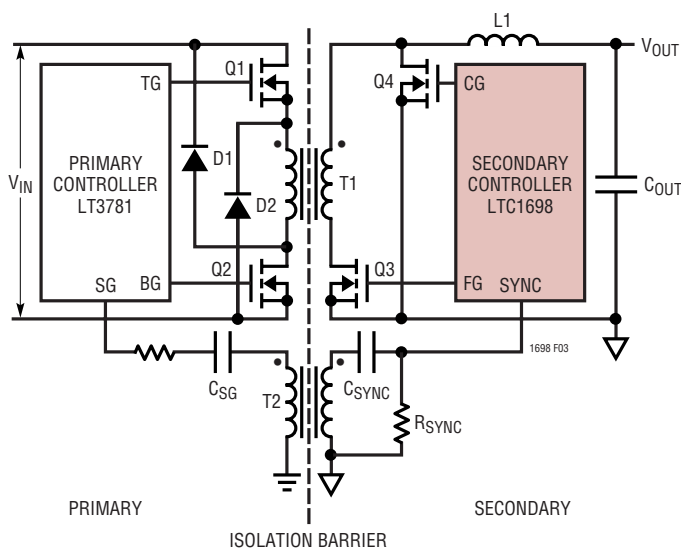 L1
VOUT
Q1
TG
Q4
CG
D1
PRIMARY
CONTROLLER
LT3781
SECONDARY
CONTROLLER
LTC1698
VIN
D2
T1
COUT
Q2
Q3
SG
BG
FG
SYNC
1698 F03
CSG
T2
CSYNC
RSYNC
PRIMARY
SECONDARY
ISOLATION BARRIER